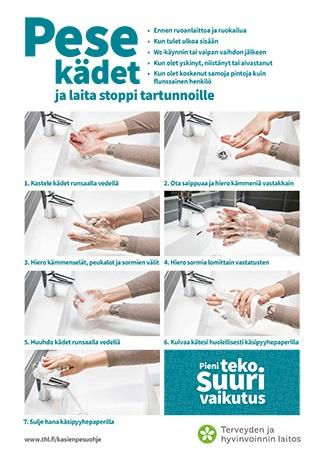 Pese
kädet
ja laita stoppi tartunnoille
• Ennen ruoanlaittoa ja ruokailua
• Kun tulet ulkoa sisään
• Wc-käynnin tai vaipan vaihdon jälkeen
• Kun olet yskinyt, niistänyt tai aivastanut
• Kun olet koskenut samoja pintoja kuin
flunssainen henkilö
1. Kastele kädet runsaalla vedellä
2. Ota saippuaa ja hiero kämmeniä vastakkain
3. Hiero kämmenselät, peukalot ja sormien välit
4. Hiero sormia lomittain vastatusten
5. Huuhdo kädet runsaalla vedellä
6. Kuivaa kätesi huolellisesti käsipyyhepaperilla
7. Sulje hana käsipyyhepaperilla
Pieni teko
Suuri
vaikutus
www.thl.fi/kasienpesuohje
Terveyden ja
hyvinvoinnin laitos